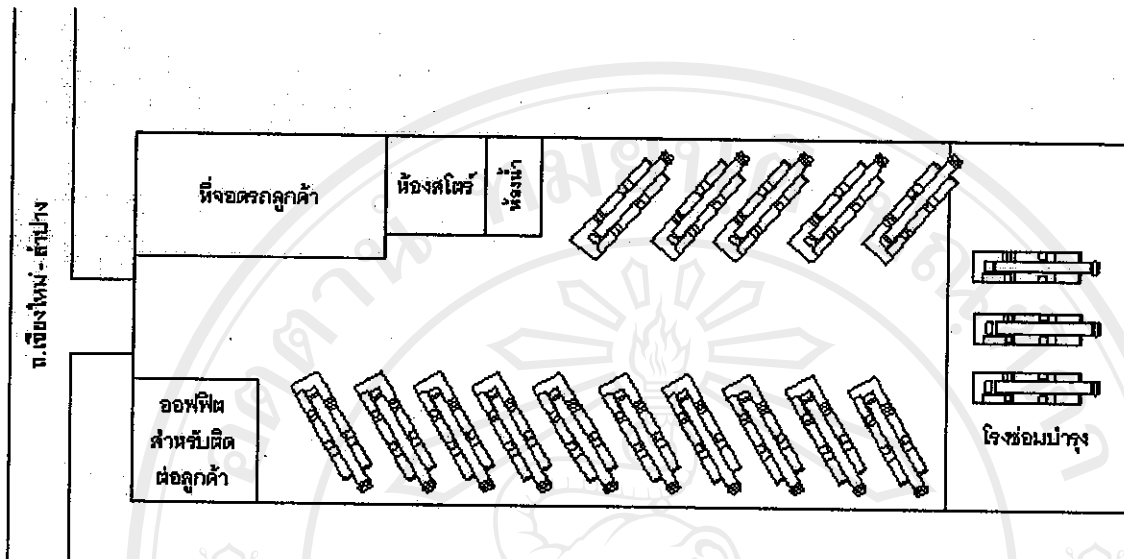 ถ.เชียงใหม่-ลำปาง
ที่จอดรถลูกค้า
ห้องสโตร์
ห้องน้ำ
ออฟฟิต
สำหรับติด
ต่อลูกค้า
โรงซ่อมบำรุง